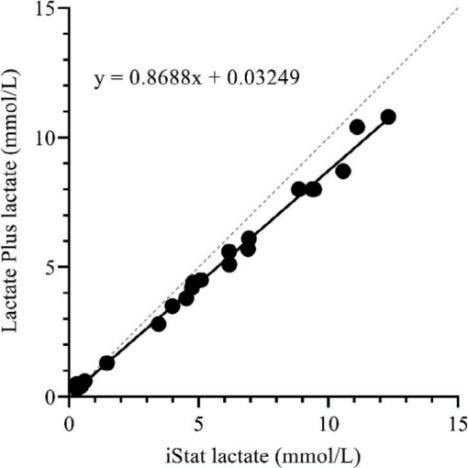 15
y = 0.8688x + 0.03249
10
Lactate Plus lactate (mmol/L)
5
0
0 5 10 15
iStat lactate (mmol/L)